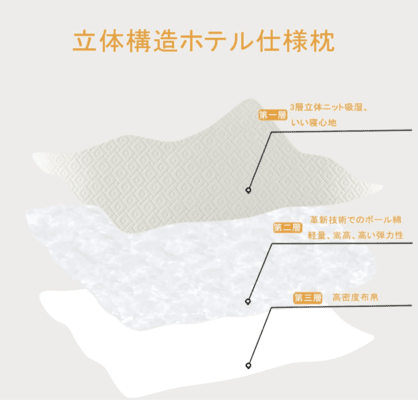 立体構造ホテル仕様枕
第一層
3層立体ニット吸湿、
いい寝心地
第二層
革新技術でのボール綿
軽量、嵩高、高い弾力性
第三層
高密度布帛